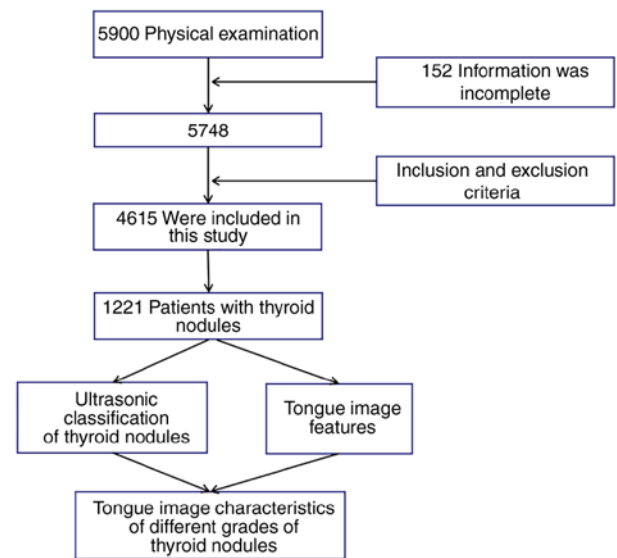 5900 Physical examination
152 Information was
incomplete
5748
Inclusion and exclusion
criteria
4615 Were included in
this study
1221 Patients with thyroid
nodules
Ultrasonic
classification
of thyroid nodules
Tongue image
features
Tongue image characteristics
of different grades of
thyroid nodules